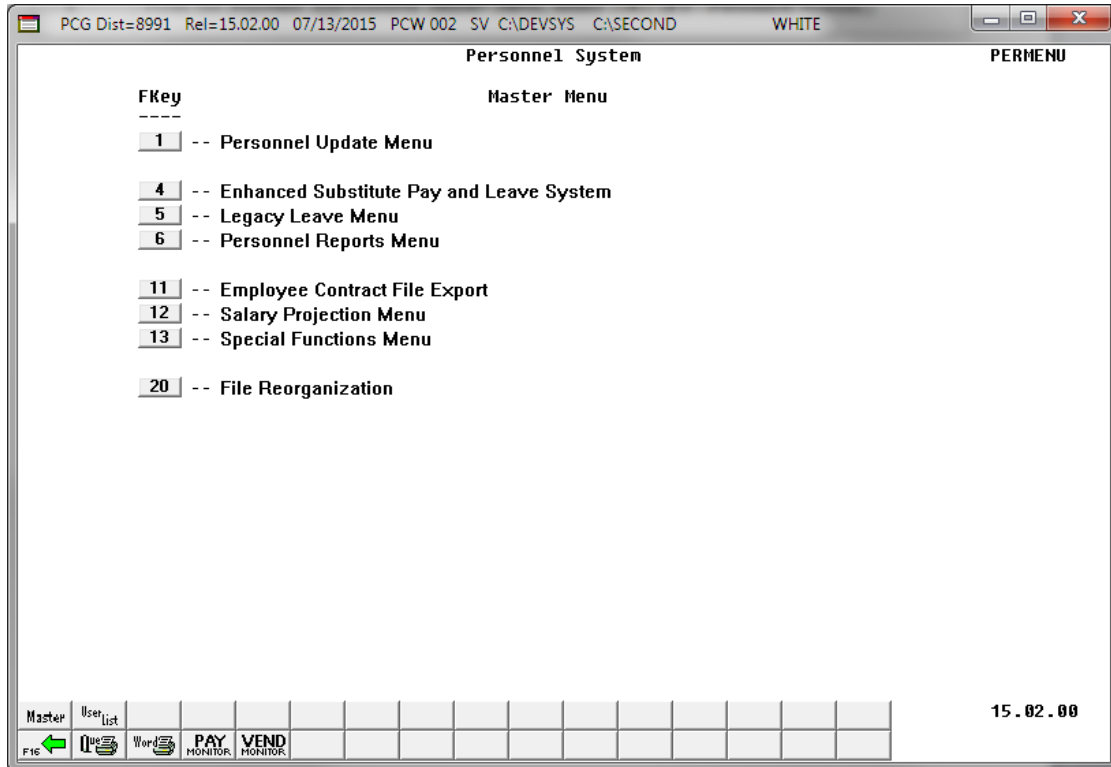 PCG Dist=8991 Rel=15.02.00 07/13/2015 PCW 002 SV C:\DEVSYS C:\SECOND WHITE
Personnel System PERMENU
FKey Master Menu
----
1 -- Personnel Update Menu
4 -- Enhanced Substitute Pay and Leave System
5 -- Legacy Leave Menu
6 -- Personnel Reports Menu
11 -- Employee Contract File Export
12 -- Salary Projection Menu
13 -- Special Functions Menu
20 -- File Reorganization
Master User List 15.02.00
F16 Que Word PAY MONITOR VEND MONITOR